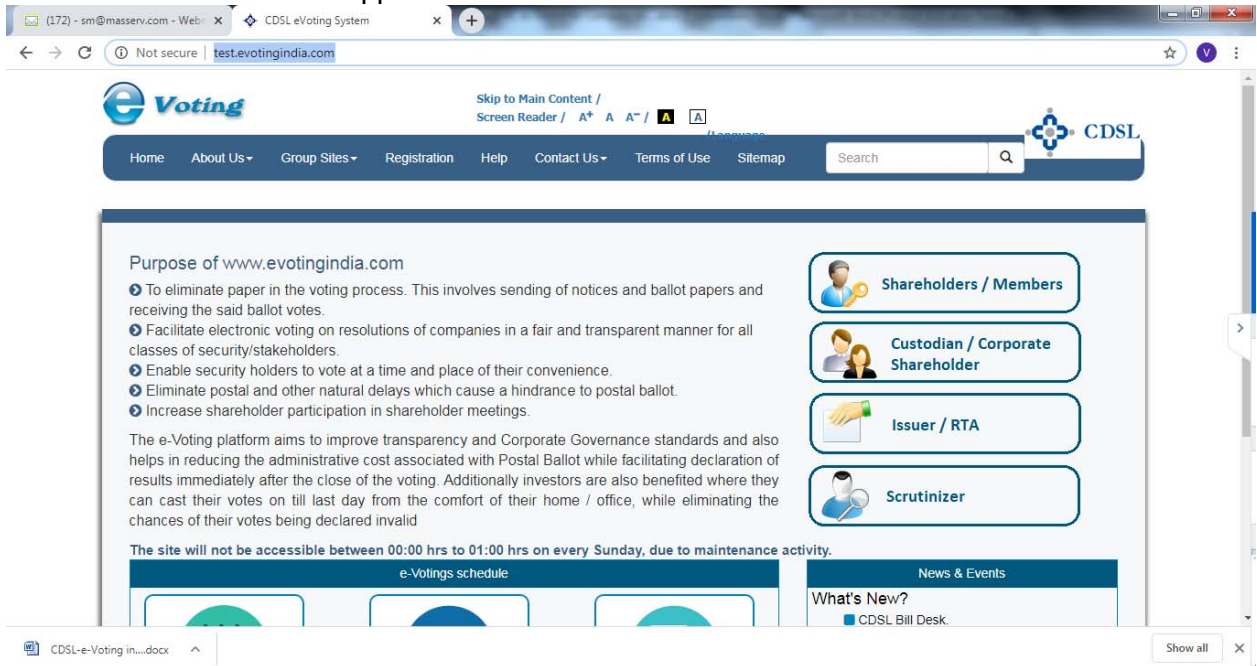 (172) - sm@masserv.com - Web
CDSL eVoting System
Not secure | test.evotingindia.com
V
e Voting
Skip to Main Content /
Screen Reader / A+ A A- / A A
/Language
CDSL
Home About Us Group Sites Registration Help Contact Us Terms of Use Sitemap Search
Purpose of www.evotingindia.com
To eliminate paper in the voting process. This involves sending of notices and ballot papers and
receiving the said ballot votes.
Facilitate electronic voting on resolutions of companies in a fair and transparent manner for all
classes of security/stakeholders.
Enable security holders to vote at a time and place of their convenience.
Eliminate postal and other natural delays which cause a hindrance to postal ballot.
Increase shareholder participation in shareholder meetings.
The e-Voting platform aims to improve transparency and Corporate Governance standards and also
helps in reducing the administrative cost associated with Postal Ballot while facilitating declaration of
results immediately after the close of the voting. Additionally investors are also benefited where they
can cast their votes on till last day from the comfort of their home / office, while eliminating the
chances of their votes being declared invalid
Shareholders / Members
Custodian / Corporate
Shareholder
Issuer / RTA
Scrutinizer
The site will not be accessible between 00:00 hrs to 01:00 hrs on every Sunday, due to maintenance activity.
e-Votings schedule
News & Events
What's New?
CDSL Bill Desk.
CDSL-e-Voting in....docx
Show all